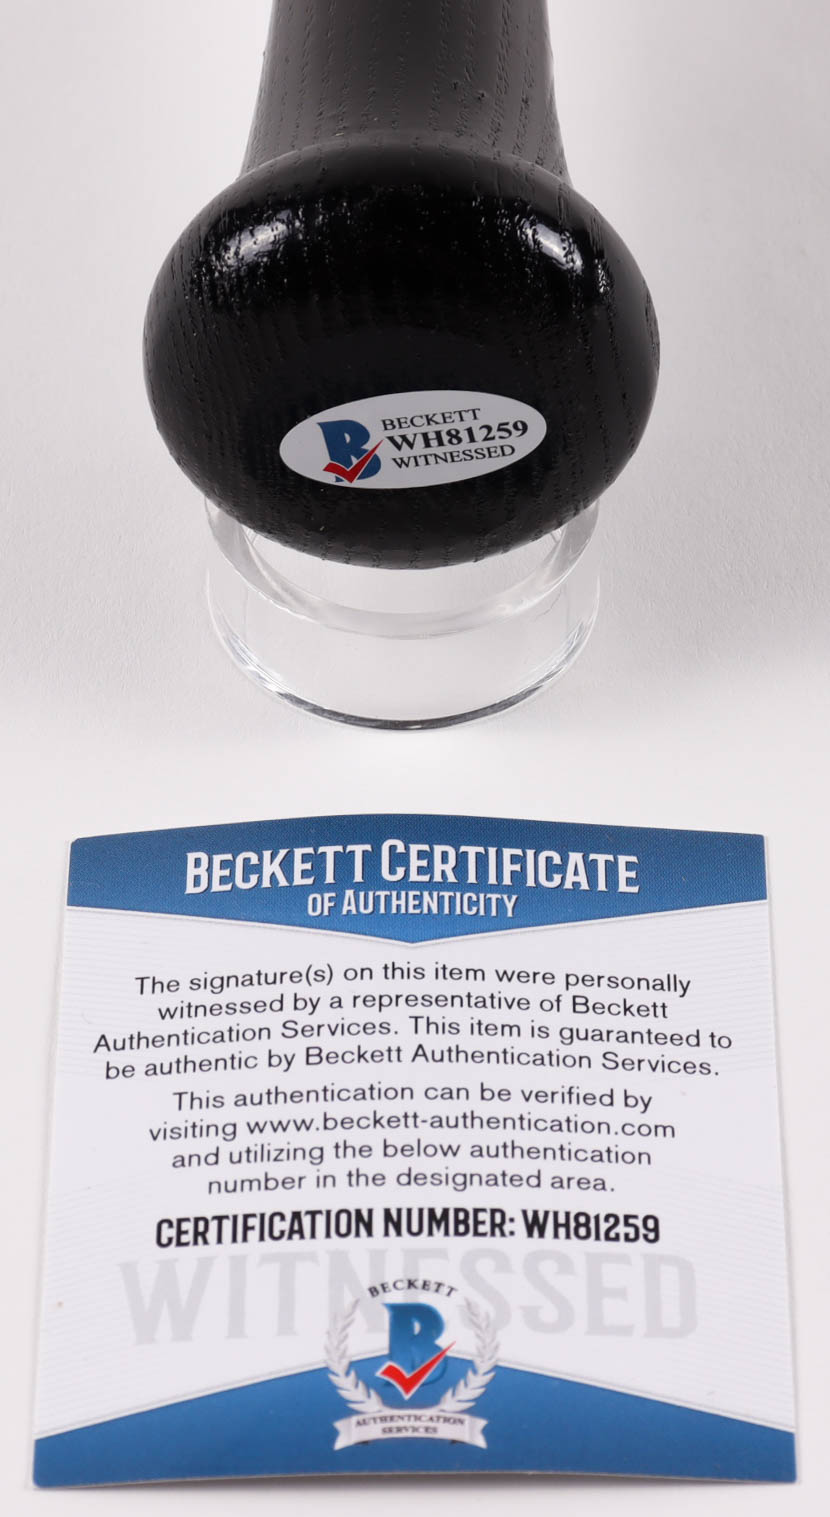 BECKETT
WH81259
WITNESSED
BECKETT CERTIFICATE
OF AUTHENTICITY
The signature(s) on this item were personally
witnessed by a representative of Beckett
Authentication Services. This item is guaranteed to
be authentic by Beckett Authentication Services.
This authentication can be verified by
visiting www.beckett-authentication.com
and utilizing the below authentication
number in the designated area.
CERTIFICATION NUMBER: WH81259
WITNESSED
BECKETT
B
AUTHENTICATION
SERVICES